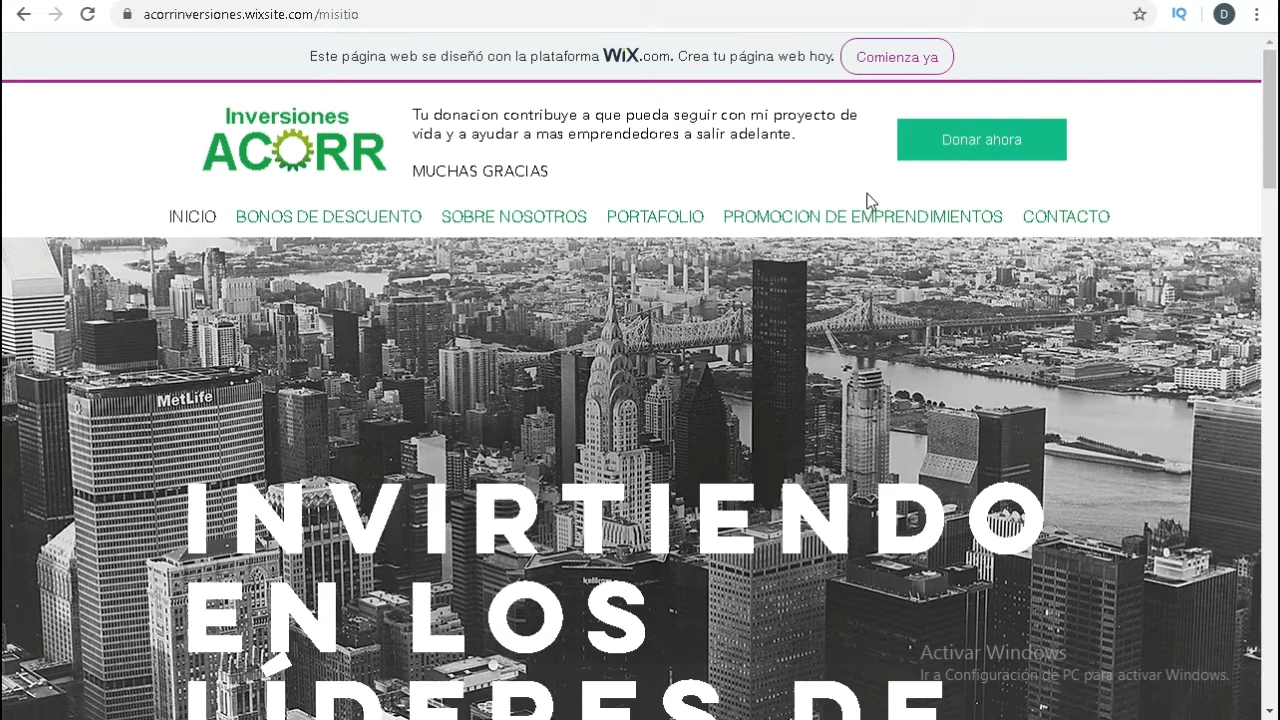 acorrinversiones.wixsite.com/misitio
IQ
D
Este página web se diseñó con la plataforma WiX.com. Crea tu página web hoy.
Comienza ya
Inversiones
ACORR
Tu donacion contribuye a que pueda seguir con mi proyecto de
vida y a ayudar a mas emprendedores a salir adelante.
MUCHAS GRACIAS
Donar ahora
INICIO BONOS DE DESCUENTO SOBRE NOSOTROS PORTAFOLIO PROMOCION DE EMPRENDIMIENTOS CONTACTO
MetLife
INVIRTIENDO
EN LOS
LÍDERES DE
Activar Windows
Ir a Configuración de PC para activar Windows.